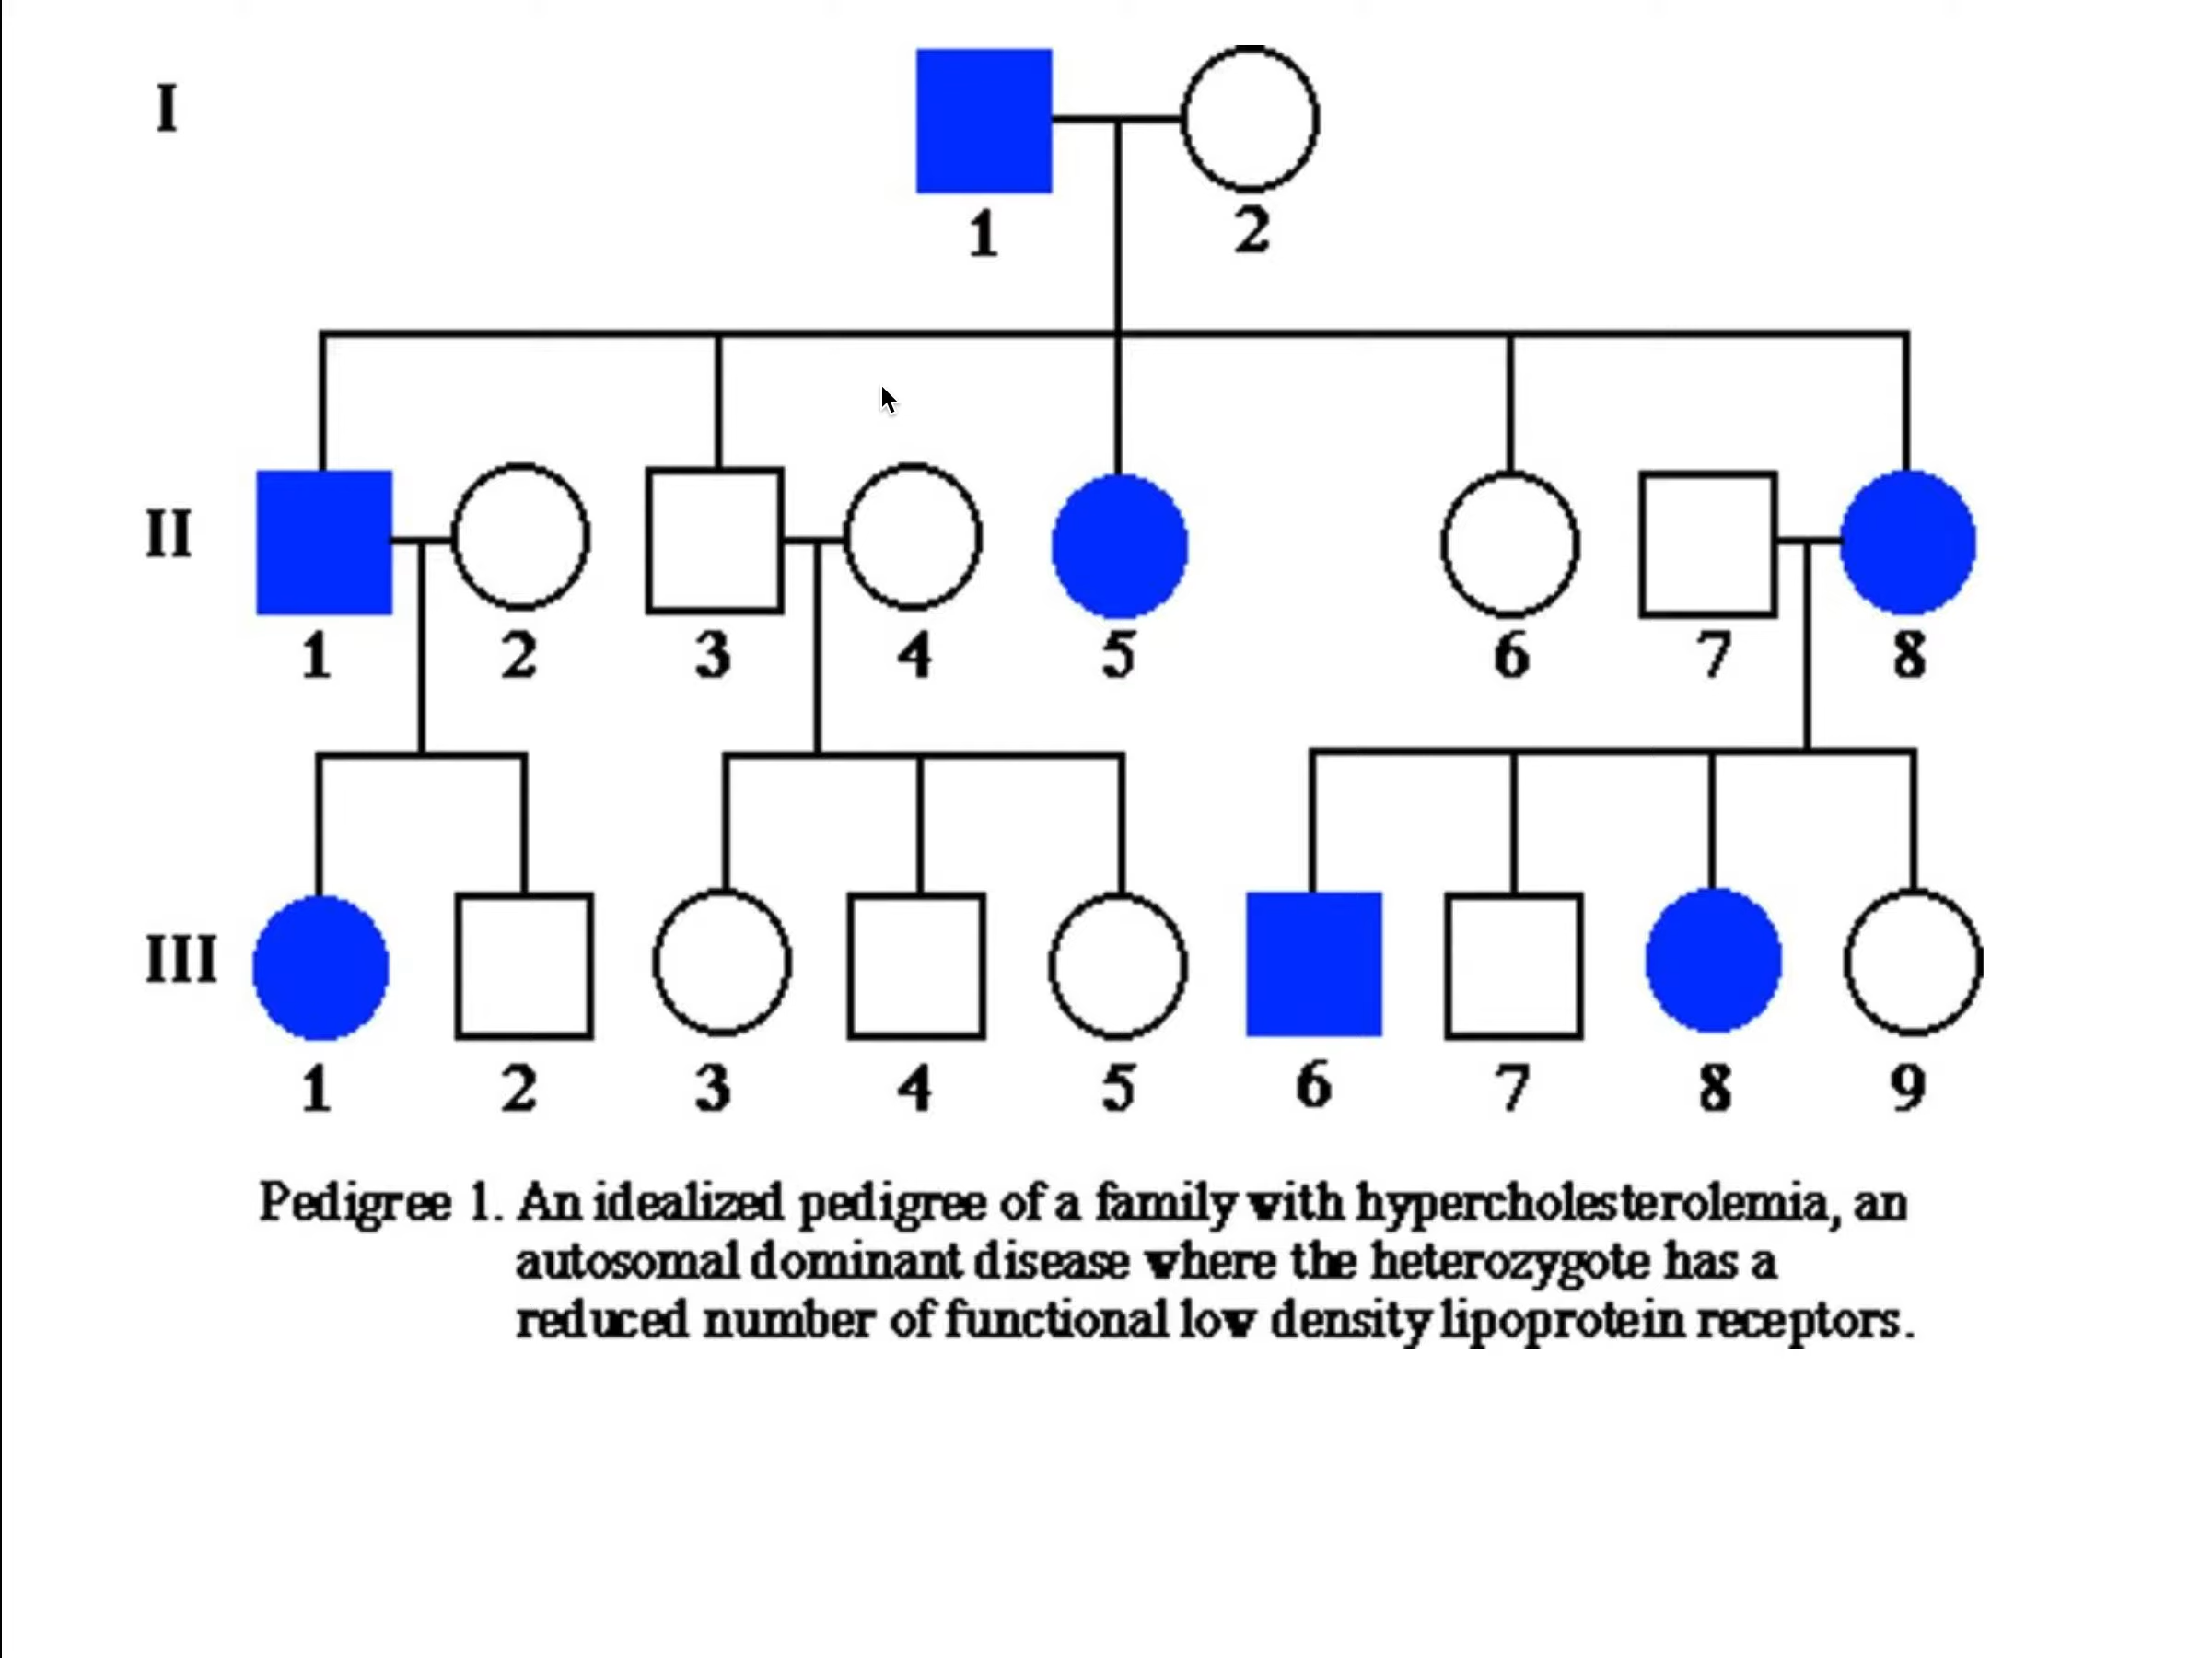 I
1 2
II
1 2 3 4 5 6 7 8
III
1 2 3 4 5 6 7 8 9
Pedigree 1. An idealized pedigree of a family with hypercholesterolemia, an
autosomal dominant disease where the heterozygote has a
reduced number of functional low density lipoprotein receptors.